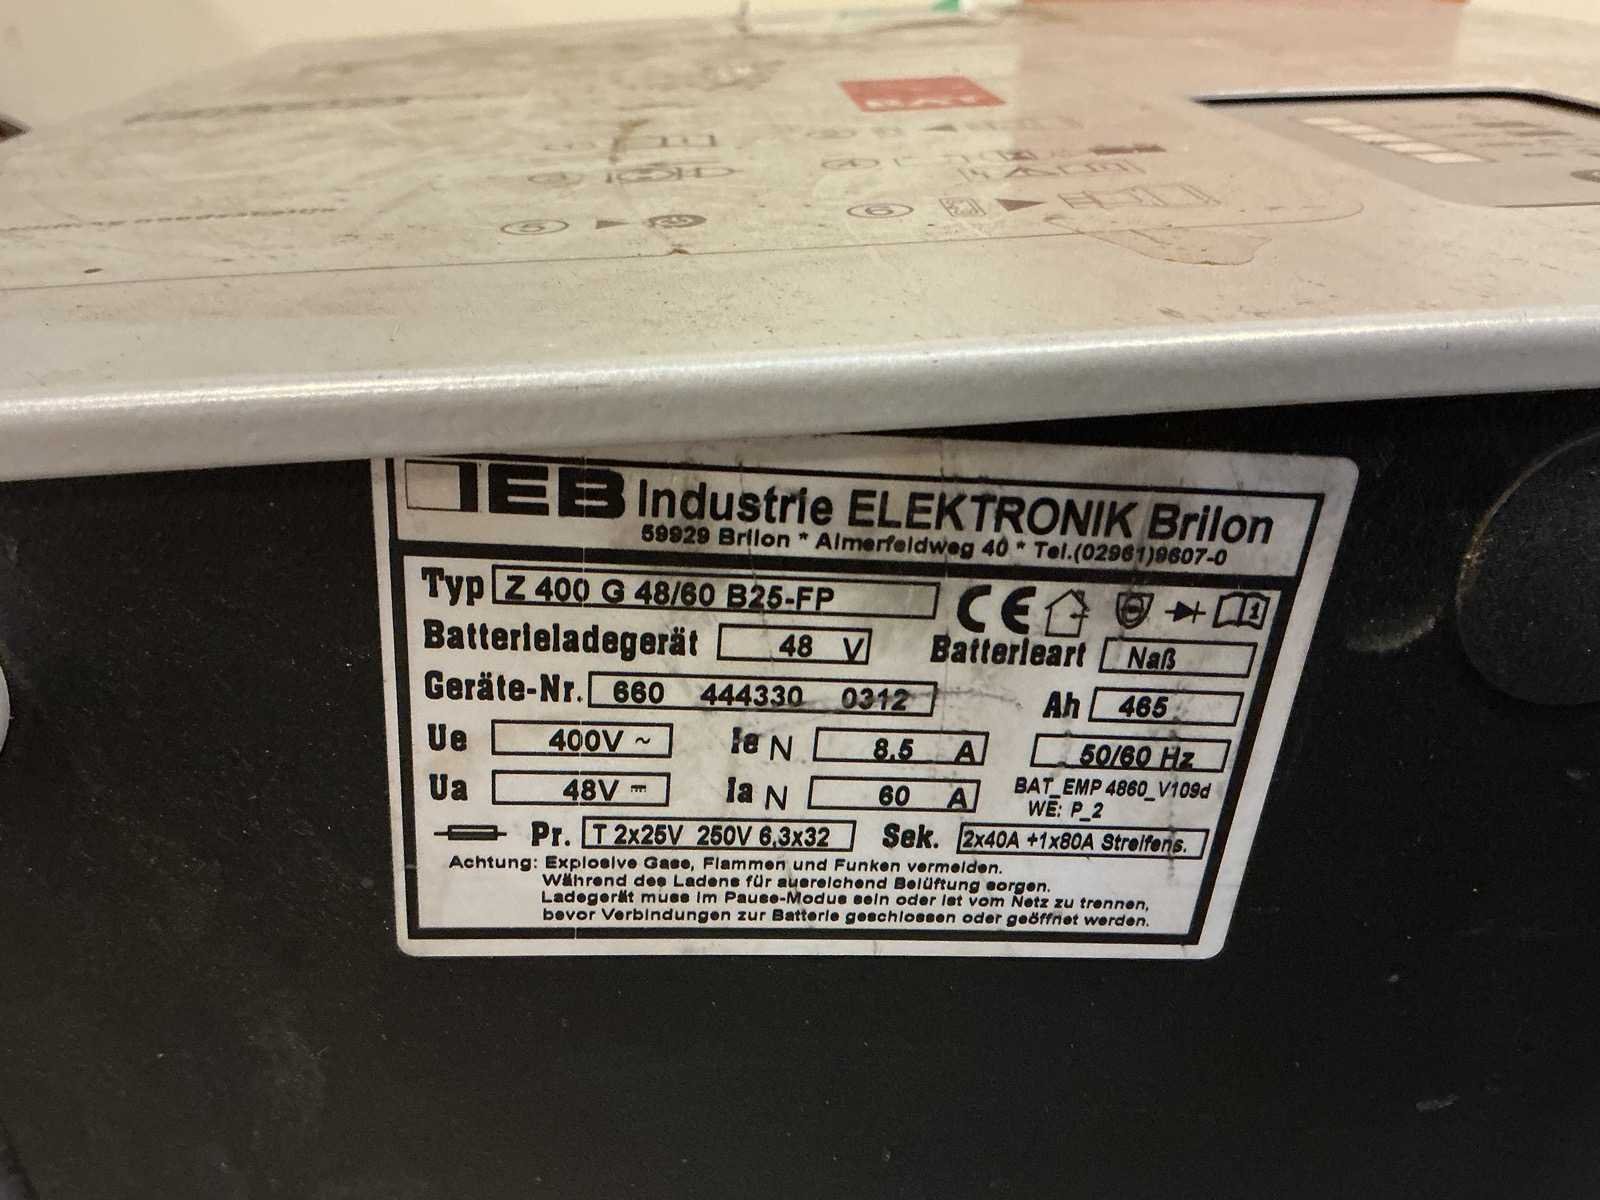 BAT
5
6
IEB Industrie ELEKTRONIK Brilon
59929 Brilon * Almerfeldweg 40 * Tel.(02961)9607-0
Typ Z 400 G 48/60 B25-FP CE
Batterieladegerät 48 V Batterieart Naß
Geräte-Nr. 660 444330 0312 Ah 465
Ue 400V ~ Ie N 8.5 A 50/60 Hz
Ua 48V Ia N 60 A BAT_EMP 4860_V109d
WE: P_2
Pr. T 2x25V 250V 6,3x32 Sek. 2x40A +1x80A Streifens.
Achtung: Explosive Gase, Flammen und Funken vermeiden.
Während des Ladens für ausreichend Belüftung sorgen.
Ladegerät muss im Pause-Modus sein oder ist vom Netz zu trennen,
bevor Verbindungen zur Batterie geschlossen oder geöffnet werden.